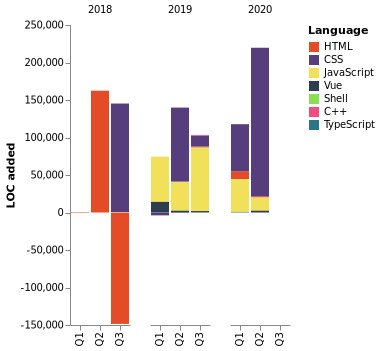 2018 2019 2020
Language
HTML
CSS
JavaScript
Vue
Shell
C++
TypeScript
LOC added
250,000
200,000
150,000
100,000
50,000
0
-50,000
-100,000
-150,000
Q1 Q2 Q3 Q1 Q2 Q3 Q1 Q2 Q3